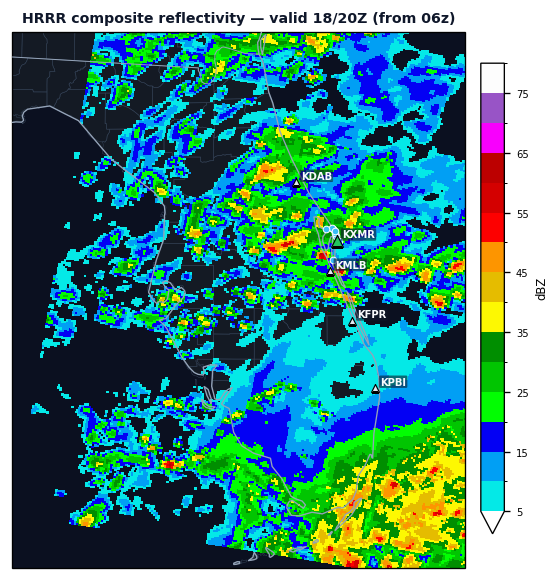 HRRR composite reflectivity — valid 18/20Z (from 06z)
KDAB
KXMR
KMLB
KFPR
KPBI
75
65
55
45
35
25
15
5
dBZ